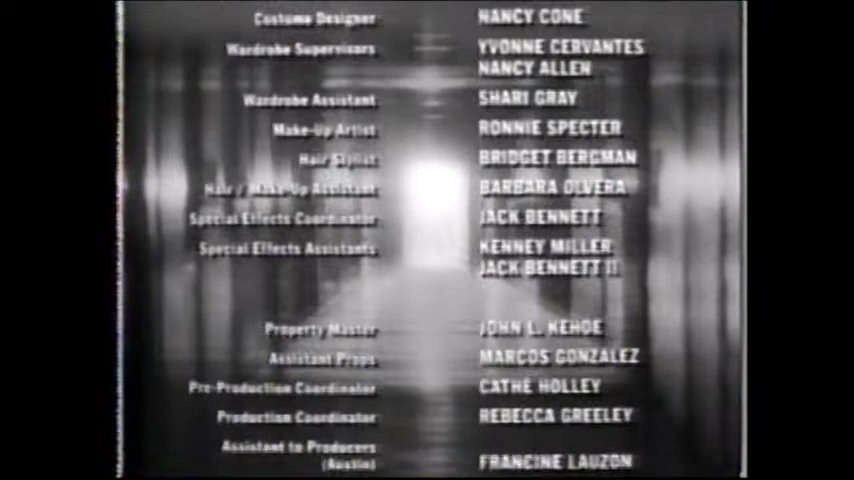 Costume Designer NANCY CONE
Wardrobe Supervisors YVONNE CERVANTES
NANCY ALLEN
Wardrobe Assistant SHARI GRAY
Make-Up Artist RONNIE SPECTER
Hair Stylist BRIDGET BERGMAN
Hair / Make-Up Assistant BARBARA OLVERA
Special Effects Coordinator JACK BENNETT
Special Effects Assistants KENNEY MILLER
JACK BENNETT II
Property Master JOHN L. KEHOE
Assistant Props MARCOS GONZALEZ
Pre-Production Coordinator CATHE HOLLEY
Production Coordinator REBECCA GREELEY
Assistant to Producers
(Austin) FRANCINE LAUZON